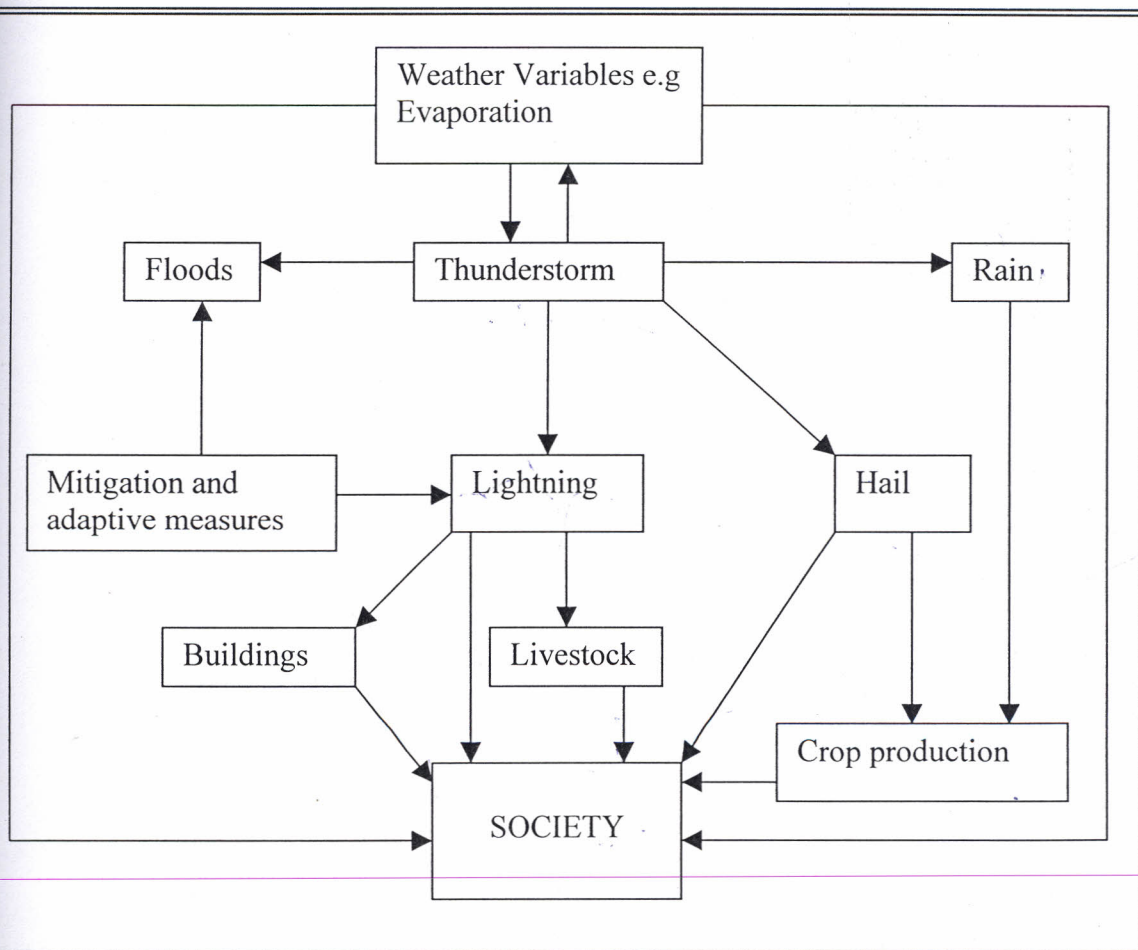 Weather Variables e.g
Evaporation
Floods
Thunderstorm
Rain
Mitigation and
adaptive measures
Lightning
Hail
Buildings
Livestock
Crop production
SOCIETY